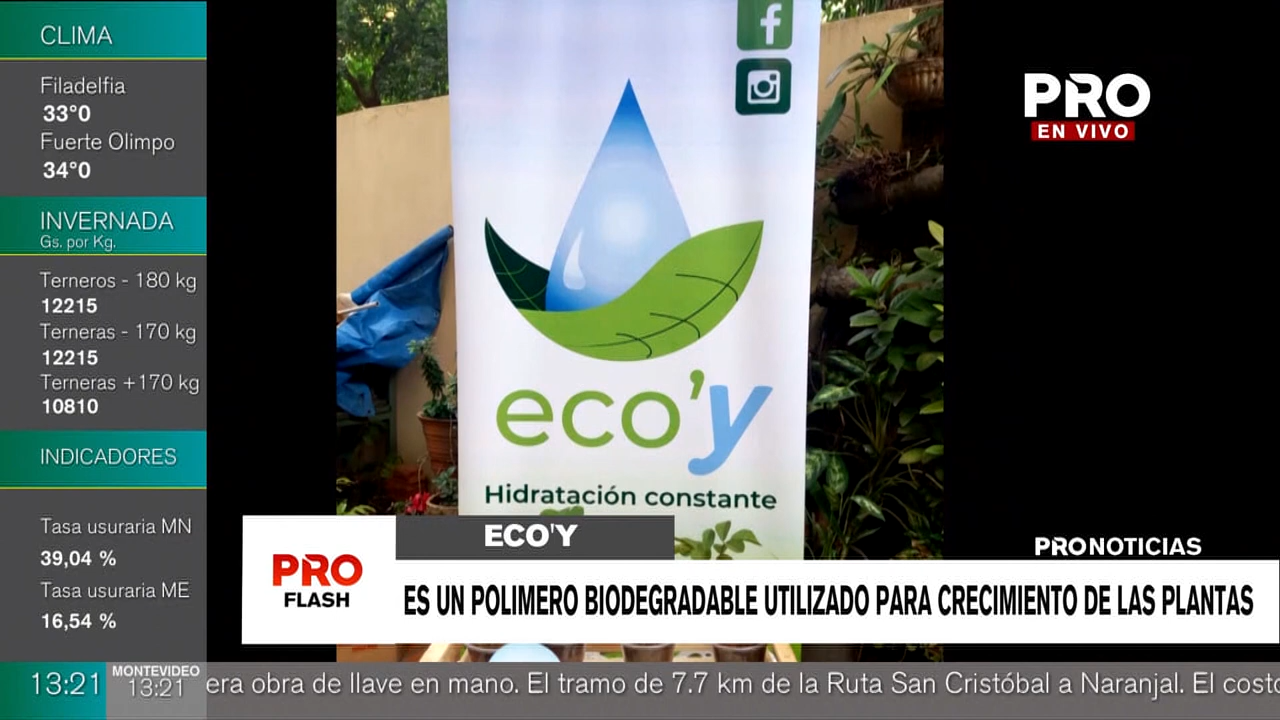 CLIMA
Filadelfia
33°0
Fuerte Olimpo
34°0
INVERNADA
Gs. por Kg.
Terneros - 180 kg
12215
Terneras - 170 kg
12215
Terneras +170 kg
10810
INDICADORES
Tasa usuraria MN
39,04 %
Tasa usuraria ME
16,54 %
f
eco'y
Hidratación constante
PRO
EN VIVO
PRONOTICIAS
PRO
FLASH
ECO'Y
ES UN POLIMERO BIODEGRADABLE UTILIZADO PARA CRECIMIENTO DE LAS PLANTAS
13:21
MONTEVIDEO
13:21
era obra de llave en mano. El tramo de 7.7 km de la Ruta San Cristóbal a Naranjal. El costo